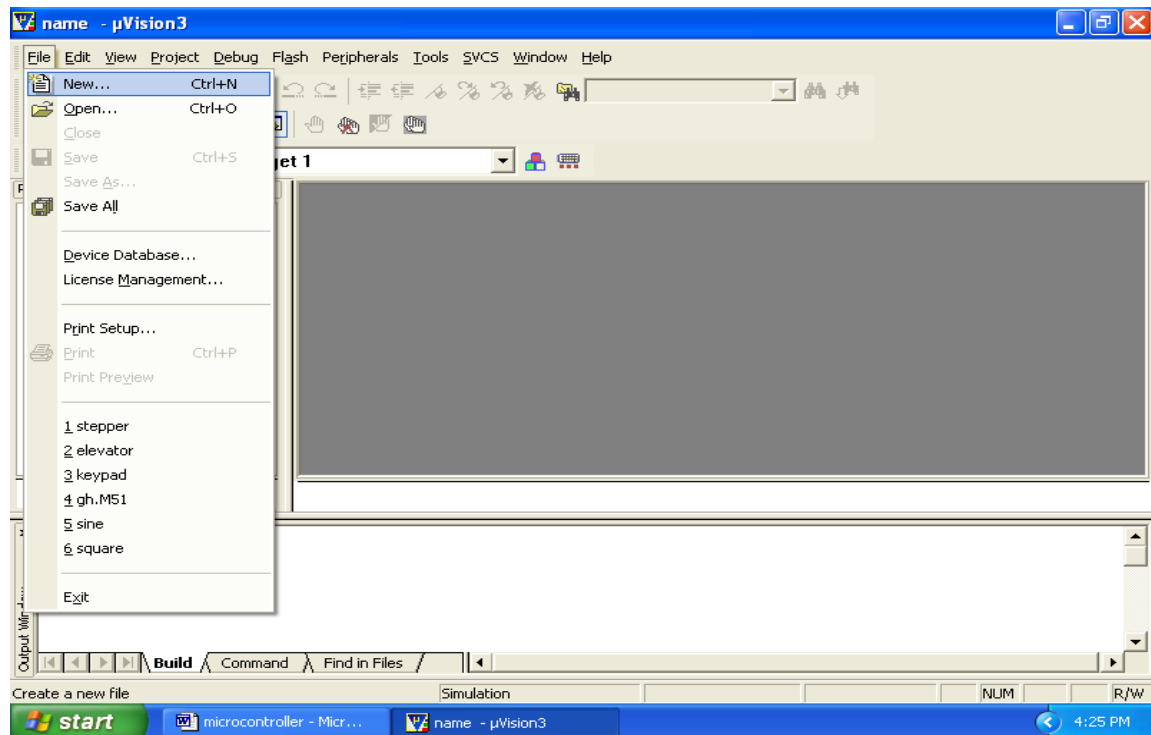 name - µVision3
File Edit View Project Debug Flash Peripherals Tools SVCS Window Help
New... Ctrl+N
Open... Ctrl+O
Close
Save Ctrl+S
get 1
Save As...
Save All
Device Database...
License Management...
Print Setup...
Print Ctrl+P
Print Preview
1 stepper
2 elevator
3 keypad
4 gh.M51
5 sine
6 square
Exit
Build Command Find in Files
Create a new file Simulation NUM R/W
start microcontroller - Micr... name - µVision3 4:25 PM